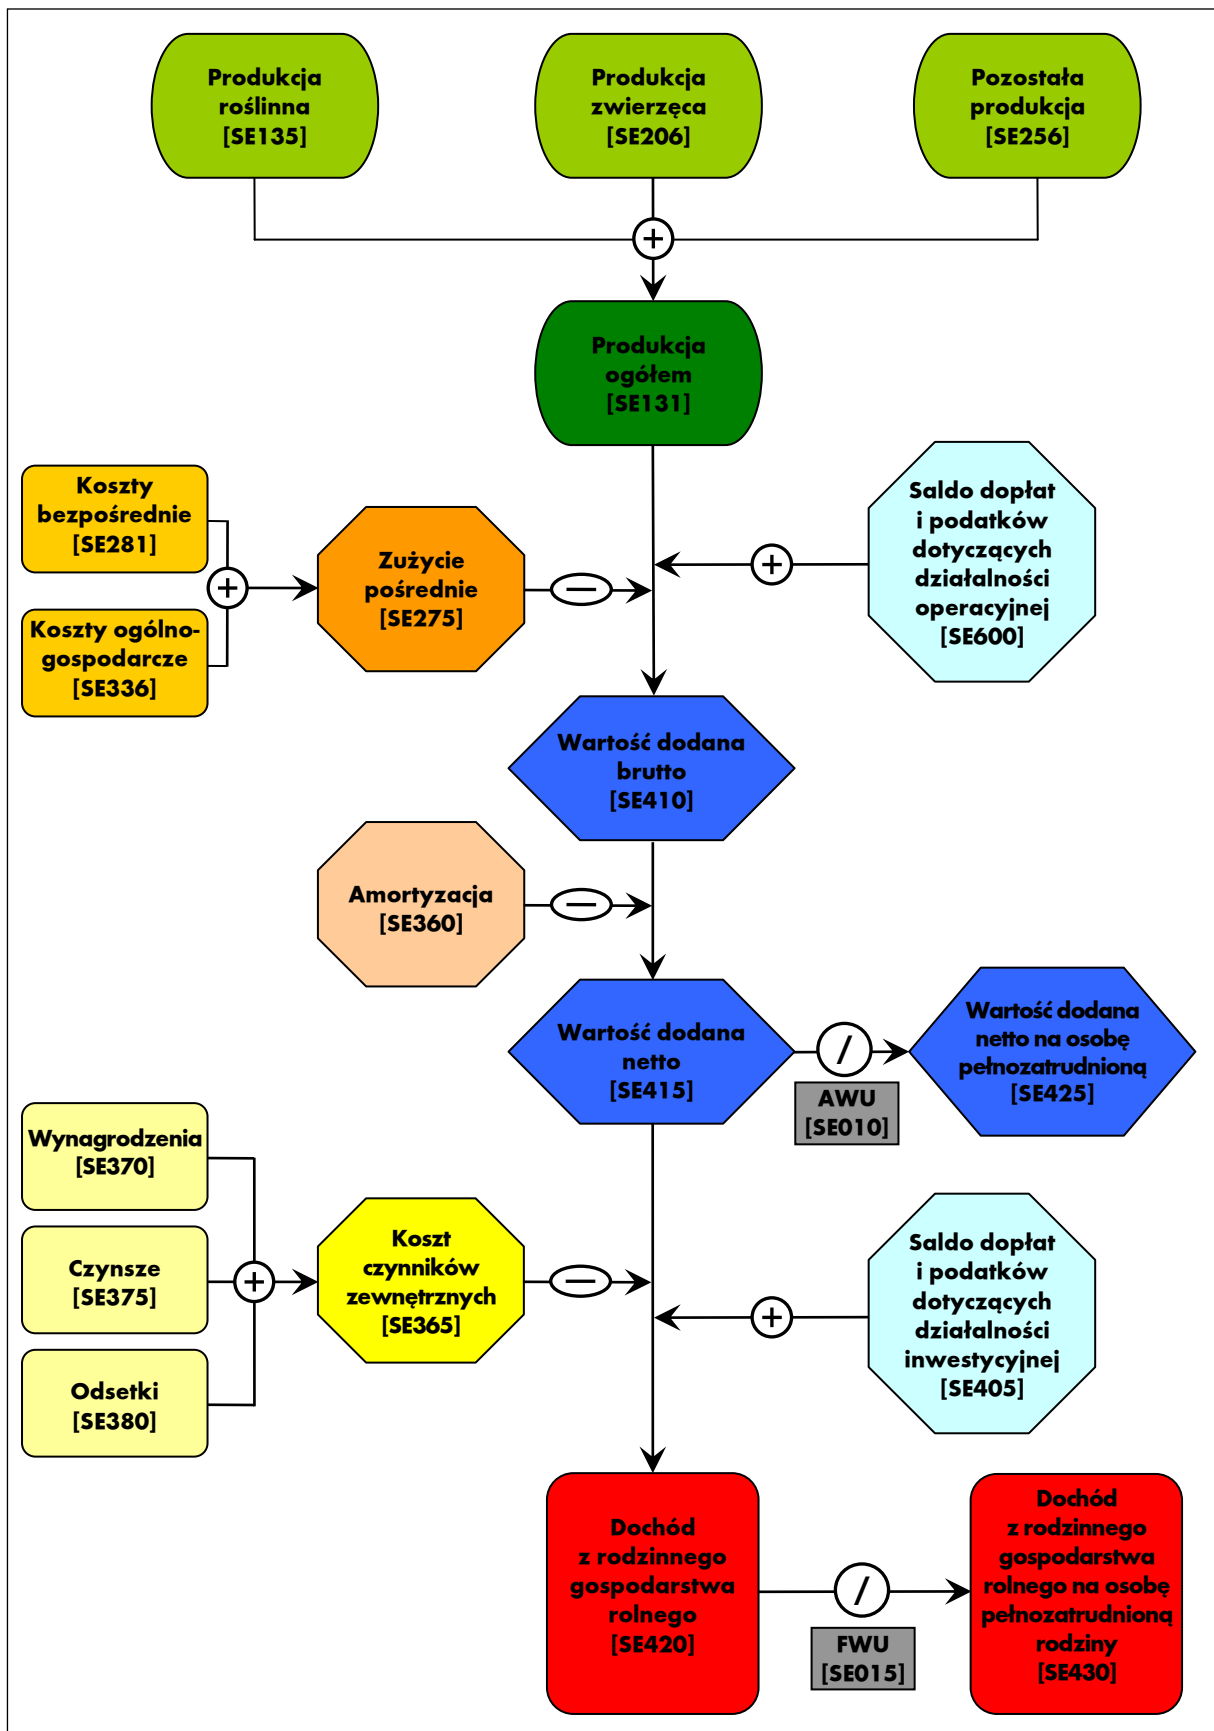 Produkcja
roślinna
[SE135]
Produkcja
zwierzęca
[SE206]
Pozostała
produkcja
[SE256]
+
Produkcja
ogółem
[SE131]
Koszty
bezpośrednie
[SE281]
Koszty ogólno-
gospodarcze
[SE336]
+
Zużycie
pośrednie
[SE275]
—
+
Saldo dopłat
i podatków
dotyczących
działalności
operacyjnej
[SE600]
Wartość dodana
brutto
[SE410]
Amortyzacja
[SE360]
—
Wartość dodana
netto
[SE415]
/
AWU
[SE010]
Wartość dodana
netto na osobę
pełnozatrudnioną
[SE425]
Wynagrodzenia
[SE370]
Czynsze
[SE375]
Odsetki
[SE380]
+
Koszt
czynników
zewnętrznych
[SE365]
—
+
Saldo dopłat
i podatków
dotyczących
działalności
inwestycyjnej
[SE405]
Dochód
z rodzinnego
gospodarstwa
rolnego
[SE420]
/
FWU
[SE015]
Dochód
z rodzinnego
gospodarstwa
rolnego na osobę
pełnozatrudnioną
rodziny
[SE430]